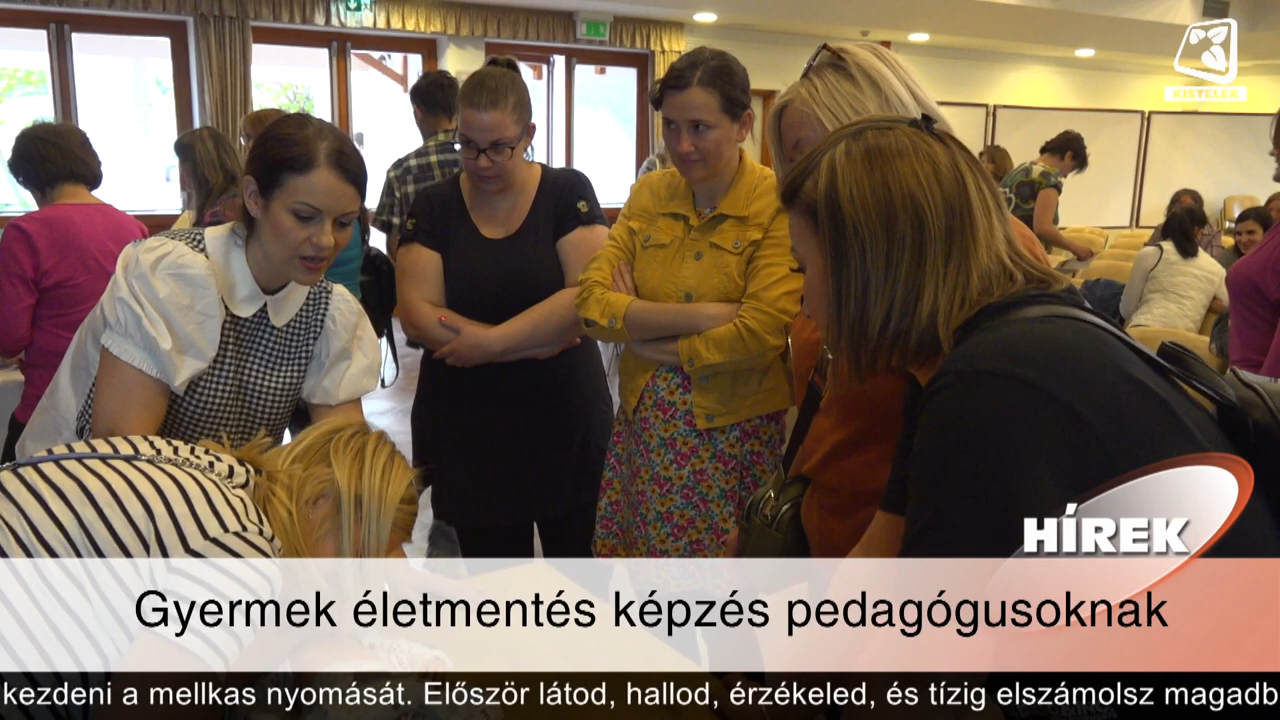 KISTELEK
HÍREK
Gyermek életmentés képzés pedagógusoknak
kezdeni a mellkas nyomását. Először látod, hallod, érzékeled, és tízig elszámolsz magadb